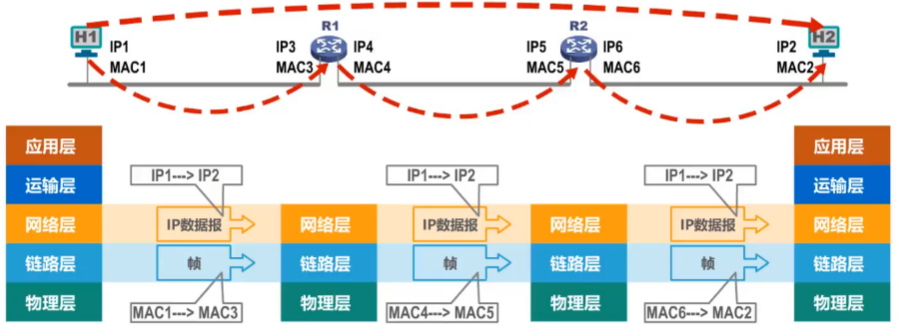 H1
R1
R2
H2
IP1
IP3
IP4
IP5
IP6
IP2
MAC1
MAC3
MAC4
MAC5
MAC6
MAC2
应用层
应用层
运输层
IP1---> IP2
IP1---> IP2
IP1---> IP2
运输层
网络层
IP数据报
网络层
IP数据报
网络层
IP数据报
网络层
链路层
帧
链路层
帧
链路层
帧
链路层
物理层
MAC1---> MAC3
物理层
MAC4---> MAC5
物理层
MAC6---> MAC2
物理层